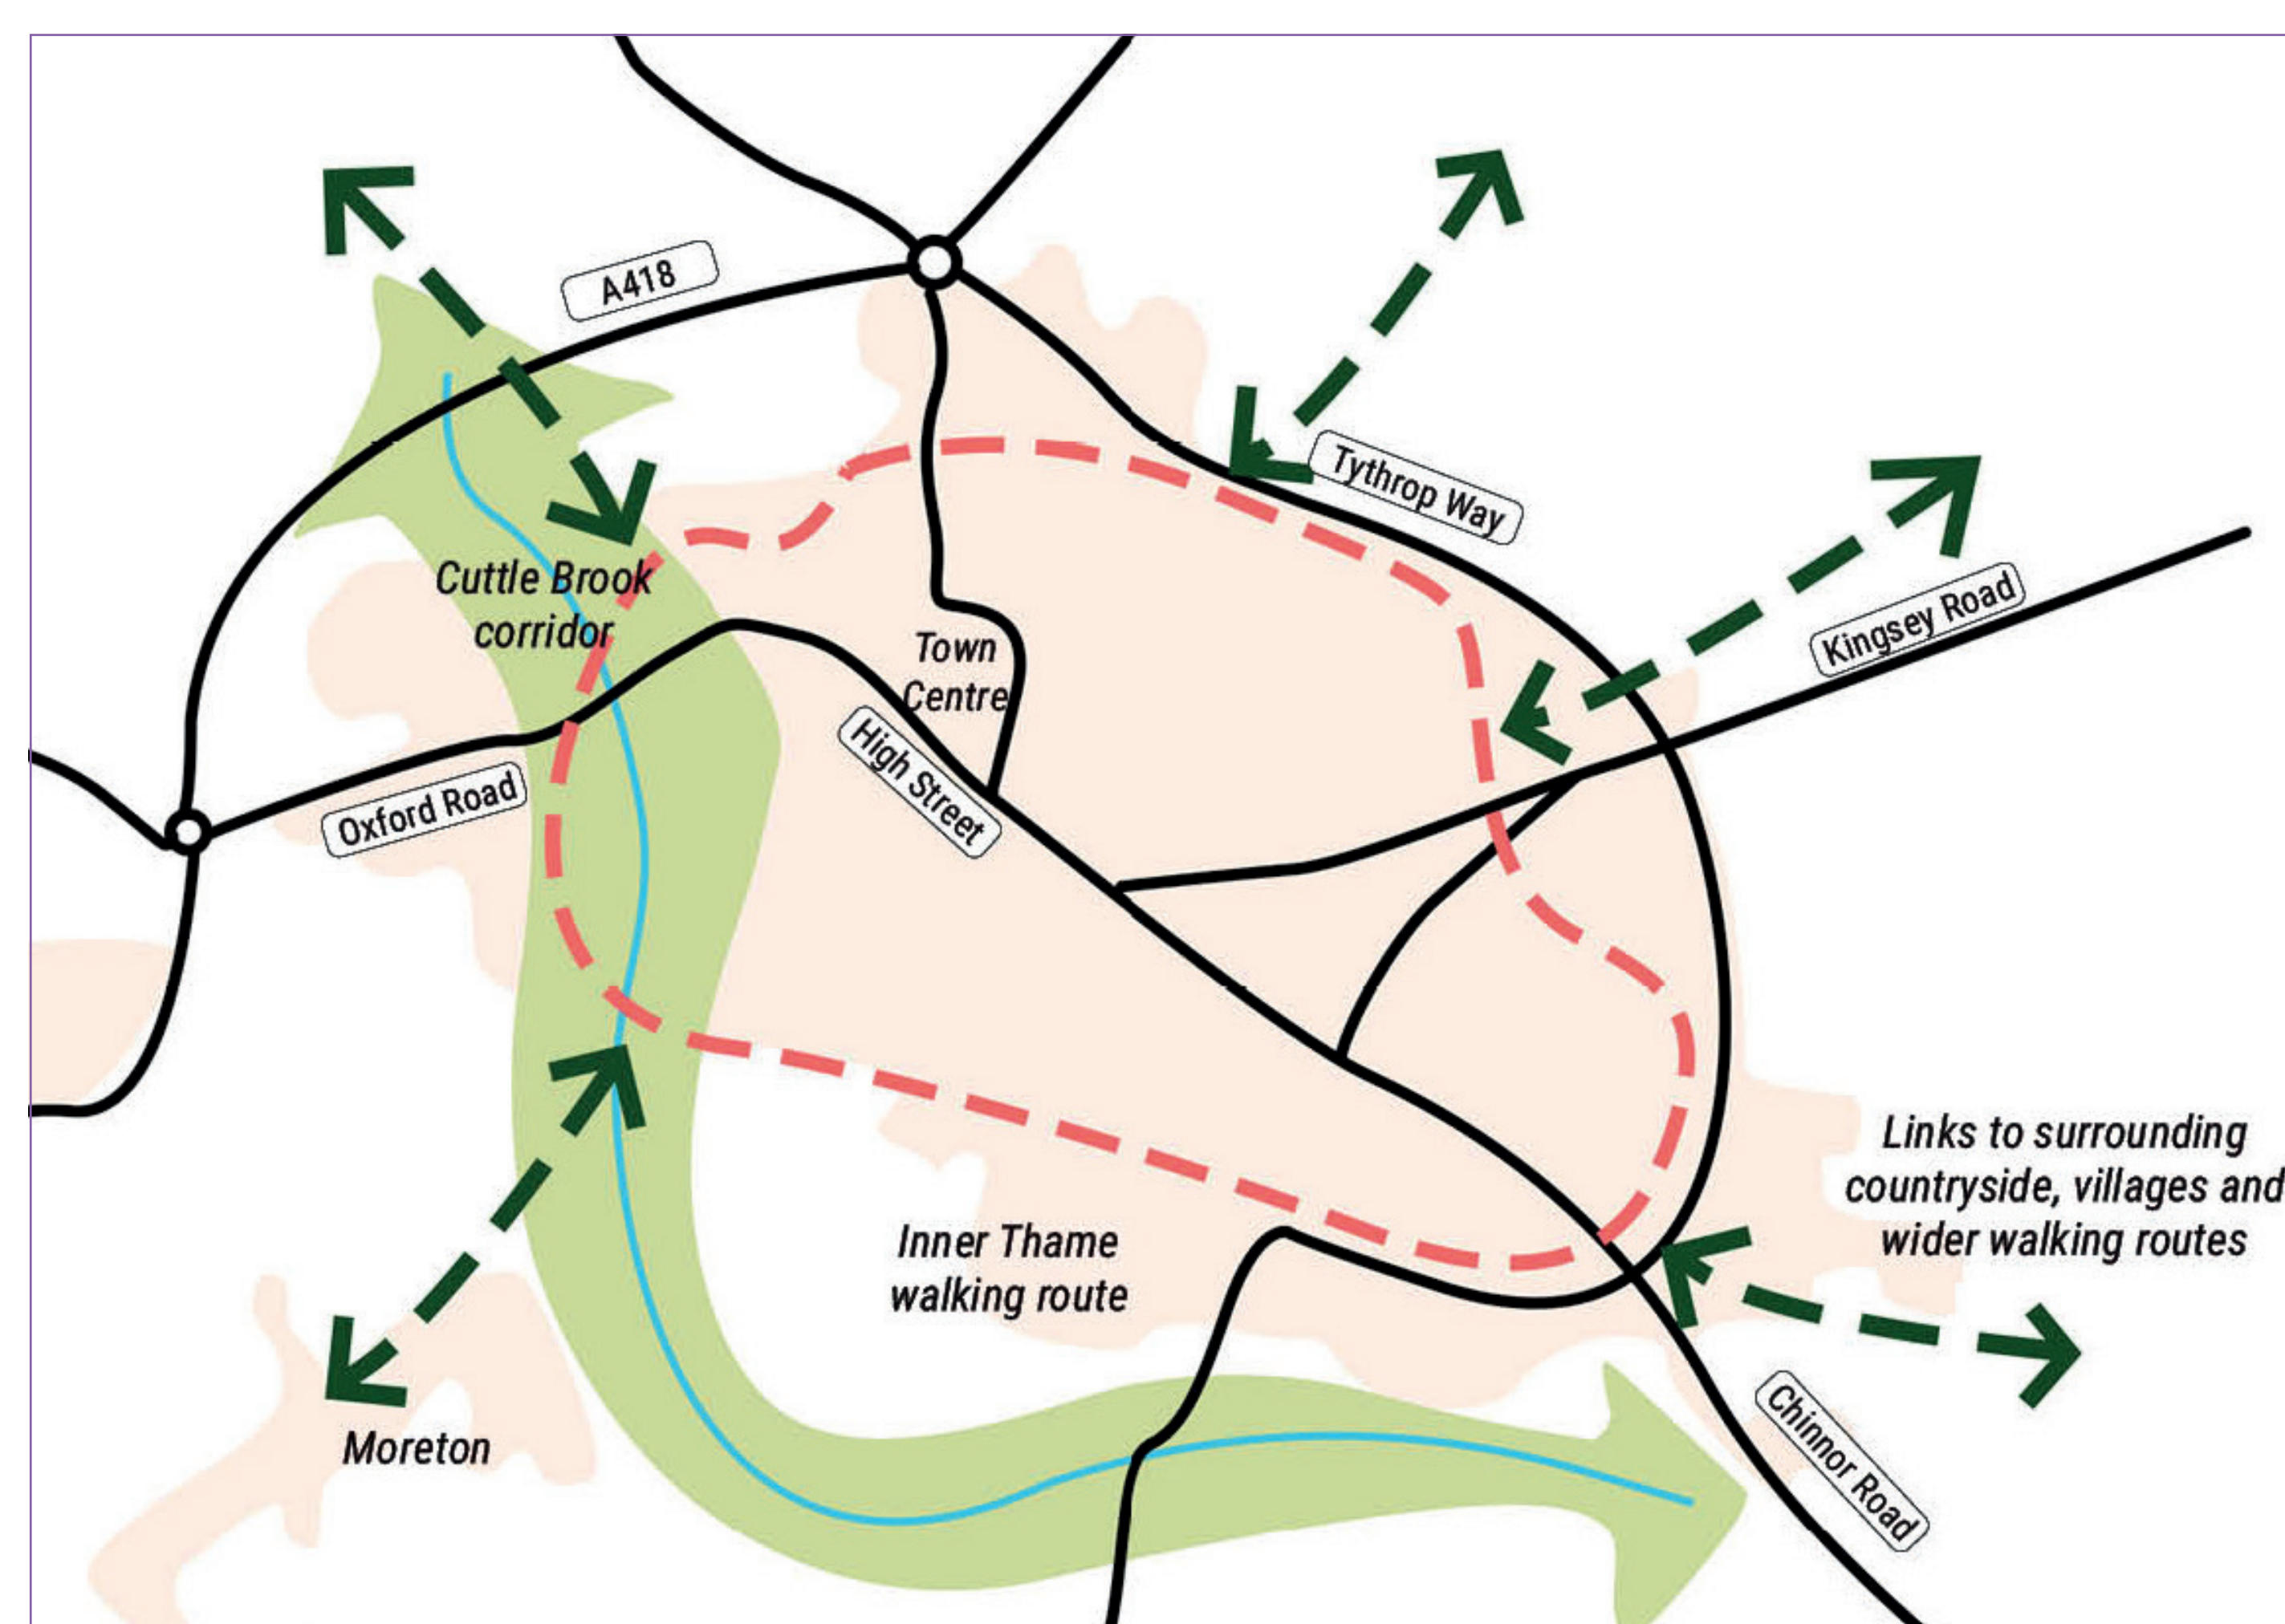 A418
Tythrop Way
Kingsey Road
Cuttle Brook
corridor
Town
Centre
High Street
Oxford Road
Links to surrounding
countryside, villages and
wider walking routes
Inner Thame
walking route
Moreton
Chinnor Road